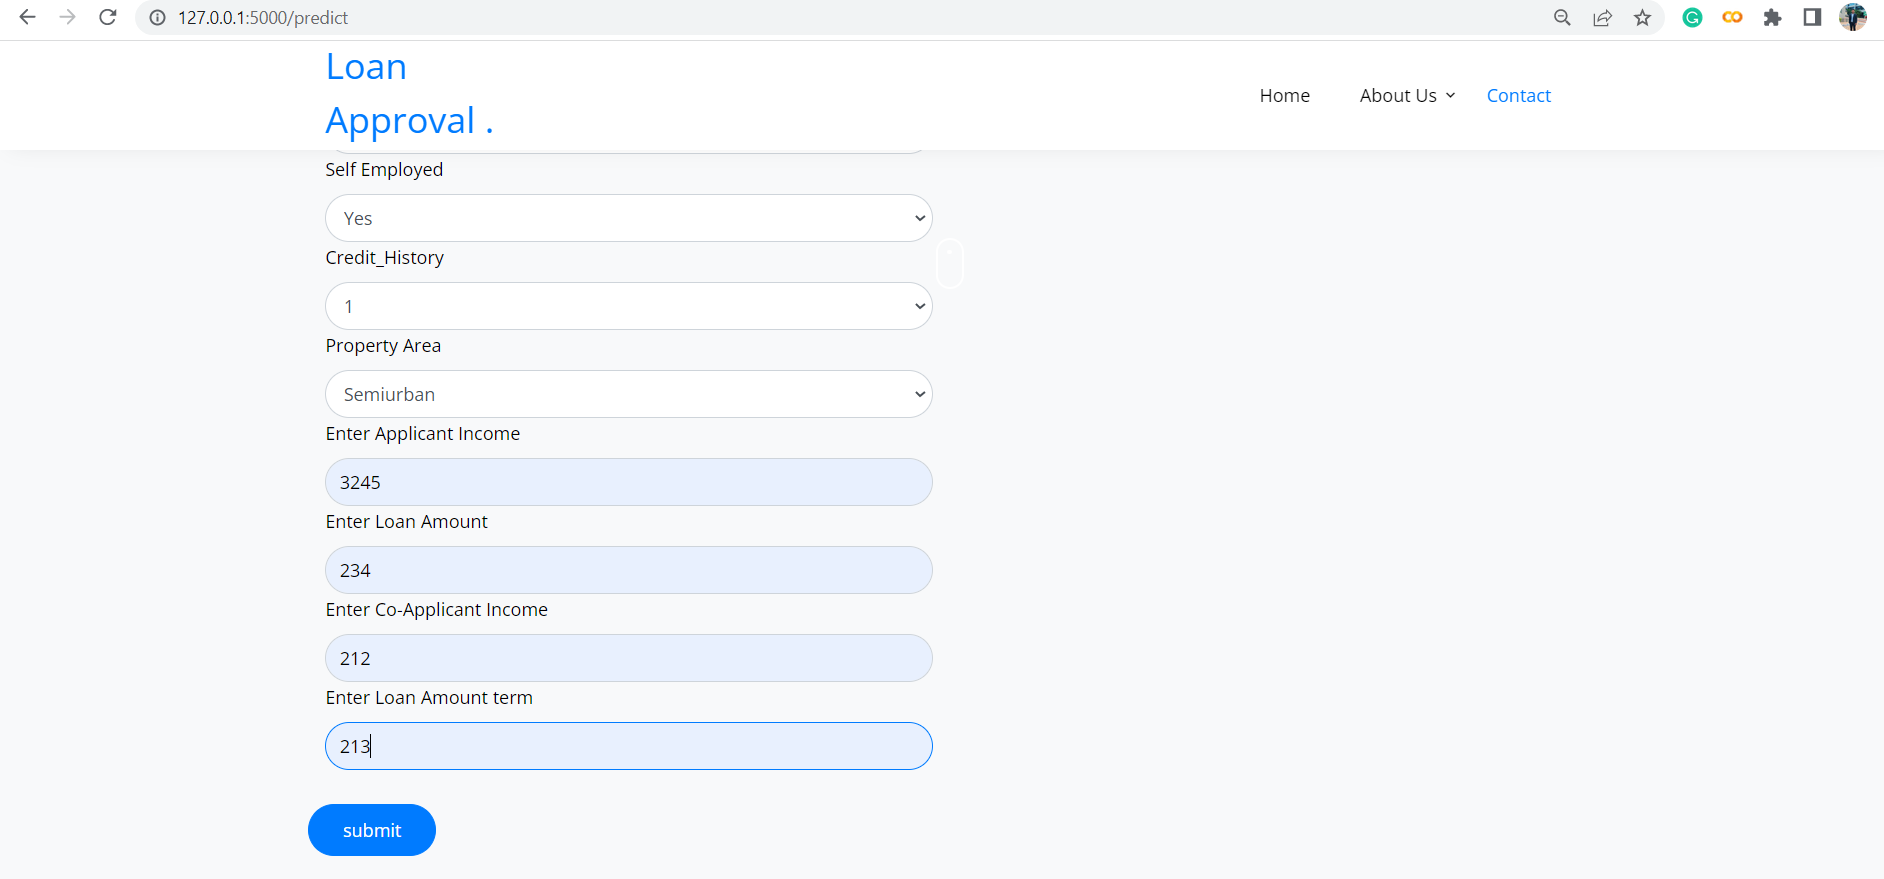 127.0.0.1:5000/predict
Loan
Approval .
Home
About Us
Contact
Self Employed
Yes
Credit_History
1
Property Area
Semiurban
Enter Applicant Income
3245
Enter Loan Amount
234
Enter Co-Applicant Income
212
Enter Loan Amount term
213
submit